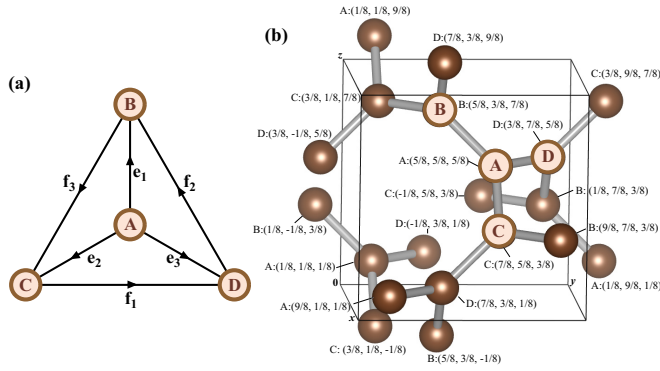 (a)
B
f3
f2
e1
A
e2
e3
C
D
f1
(b)
A:(1/8, 1/8, 9/8)
D:(7/8, 3/8, 9/8)
z
C:(3/8, 9/8, 7/8)
C:(3/8, 1/8, 7/8)
B
B:(5/8, 3/8, 7/8)
D:(3/8, 7/8, 5/8)
D:(3/8, -1/8, 5/8)
D
A:(5/8, 5/8, 5/8)
A
C:(-1/8, 5/8, 3/8)
B: (1/8, 7/8, 3/8)
B:(1/8, -1/8, 3/8)
D:(-1/8, 3/8, 1/8)
C
B:(9/8, 7/8, 3/8)
A:(1/8, 1/8, 1/8)
C:(7/8, 5/8, 3/8)
0
y
A:(1/8, 9/8, 1/8)
A:(9/8, 1/8, 1/8)
D:(7/8, 3/8, 1/8)
x
C: (3/8, 1/8, -1/8)
B:(5/8, 3/8, -1/8)